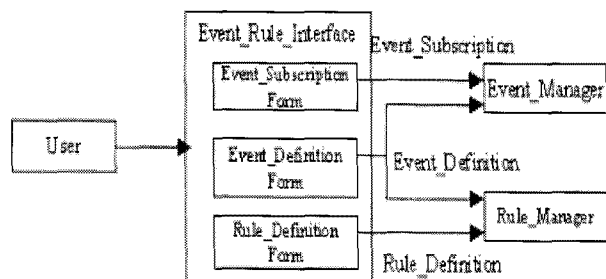 Event_Rule_Interface
Event_Subscription
Event_Subscription
Form
Event_Manager
User
Event_Definition
Form
Event_Definition
Rule_Manager
Rule_Definition
Form
Rule_Definition